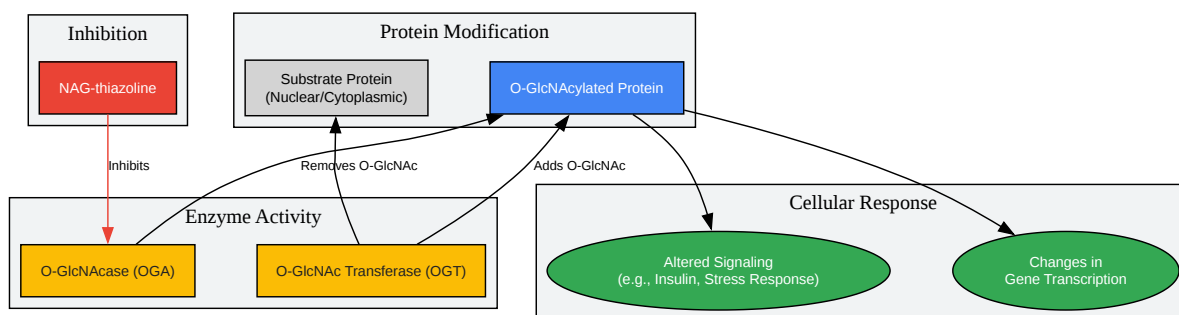 Inhibition
NAG-thiazoline
Protein Modification
Substrate Protein
(Nuclear/Cytoplasmic)
O-GlcNAcylated Protein
Inhibits
Removes O-GlcNAc
Adds O-GlcNAc
Enzyme Activity
O-GlcNAcase (OGA)
O-GlcNAc Transferase (OGT)
Cellular Response
Altered Signaling
(e.g., Insulin, Stress Response)
Changes in
Gene Transcription